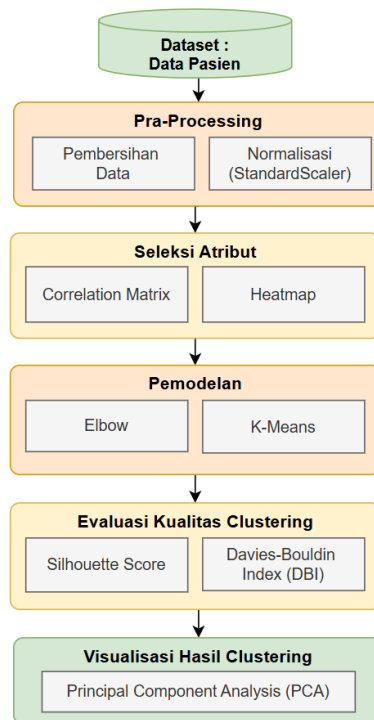 Dataset :
Data Pasien
Pra-Processing
Pembersihan
Data
Normalisasi
(StandardScaler)
Seleksi Atribut
Correlation Matrix
Heatmap
Pemodelan
Elbow
K-Means
Evaluasi Kualitas Clustering
Silhouette Score
Davies-Bouldin
Index (DBI)
Visualisasi Hasil Clustering
Principal Component Analysis (PCA)